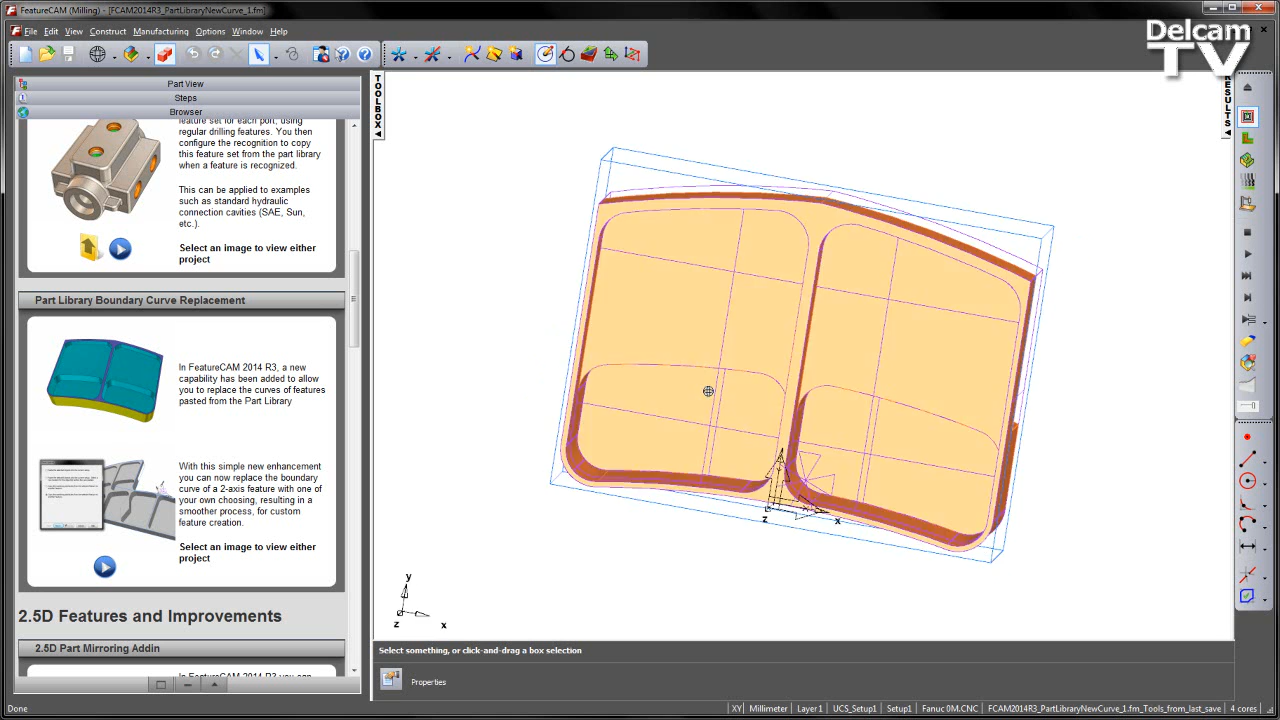 FeatureCAM (Milling) - [FCAM2014R3_PartLibraryNewCurve_1.fm]
File Edit View Construct Manufacturing Options Window Help
Delcam
TV
Part View
Steps
Browser
feature set for each port, using
regular drilling features. You then
configure the recognition to copy
this feature set from the part library
when a feature is recognized.
This can be applied to examples
such as standard hydraulic
connection cavities (SAE, Sun,
etc.).
Select an image to view either
project
Part Library Boundary Curve Replacement
In FeatureCAM 2014 R3, a new
capability has been added to allow
you to replace the curves of features
pasted from the Part Library
With this simple new enhancement
you can now replace the boundary
curve of a 2-axis feature with one of
your own choosing, resulting in a
smoother process, for custom
feature creation.
Select an image to view either
project
2.5D Features and Improvements
2.5D Part Mirroring Addin
TOOLBOX
RESULTS
z
x
y
z
x
Select something, or click-and-drag a box selection
Properties
Done
XY Millimeter Layer1 UCS_Setup1 Setup1 Fanuc 0M.CNC FCAM2014R3_PartLibraryNewCurve_1.fm_Tools_from_last_save 4 cores